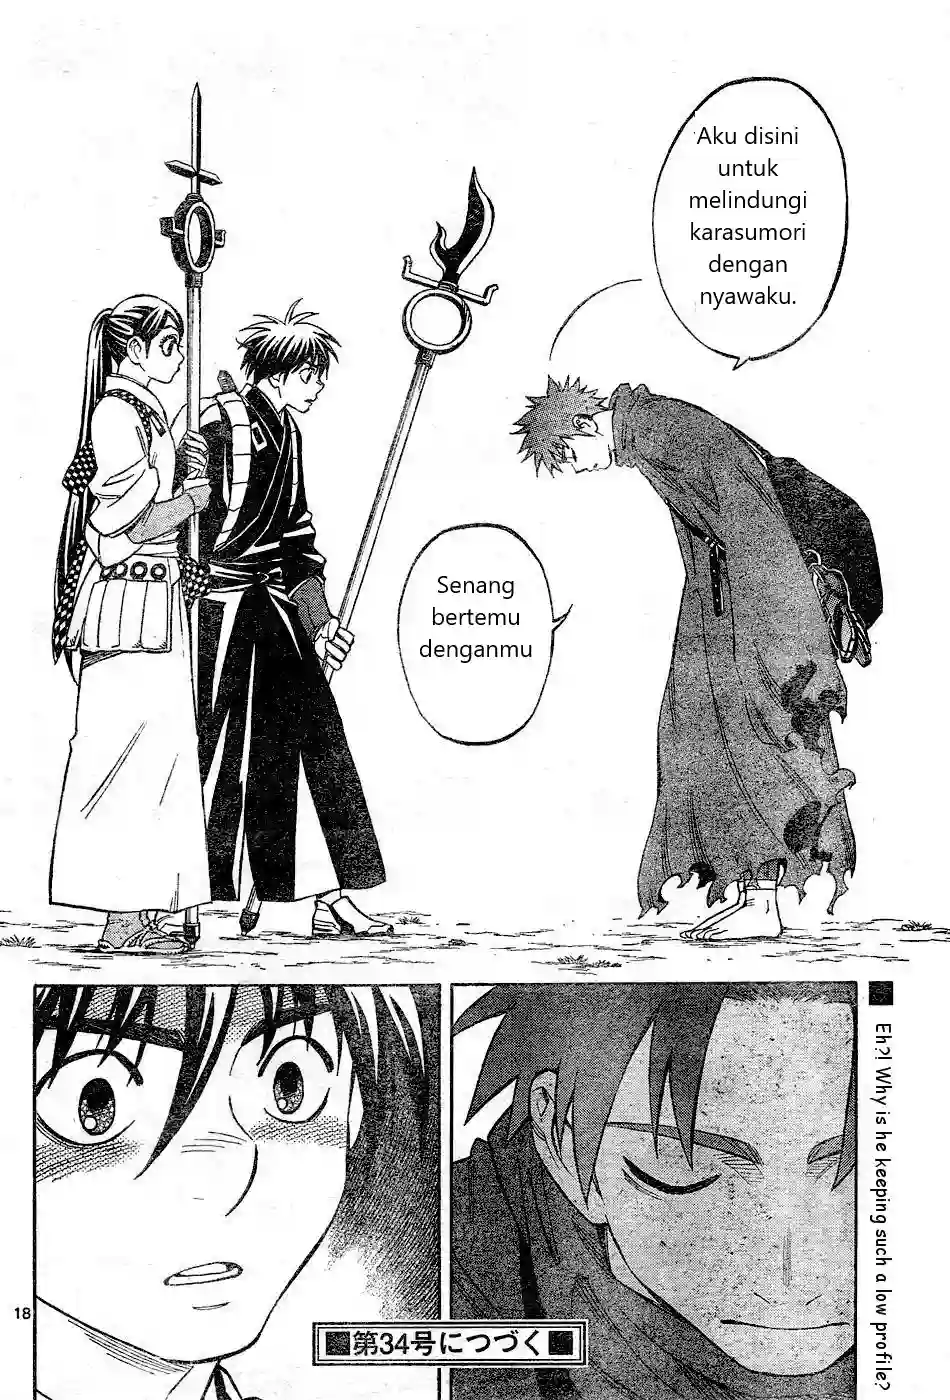 Aku disini
untuk
melindungi
karasumori
dengan
nyawaku.
Senang
bertemu
denganmu
Eh?! Why is he keeping such a low profile?
18
■第34号につづく■